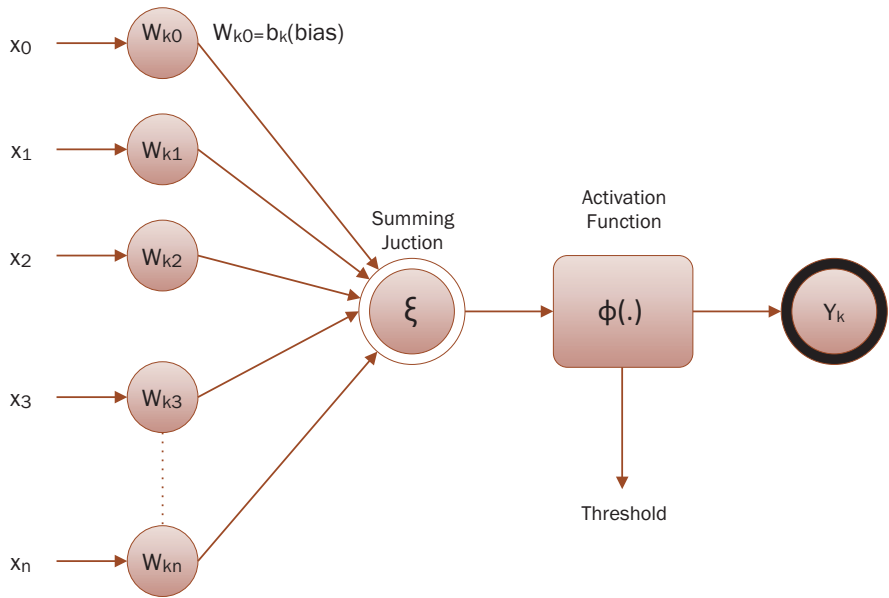 x0
Wk0
Wk0=bk(bias)
x1
Wk1
x2
Wk2
x3
Wk3
xn
Wkn
Summing
Juction
ξ
Activation
Function
ϕ(.)
Threshold
Yk